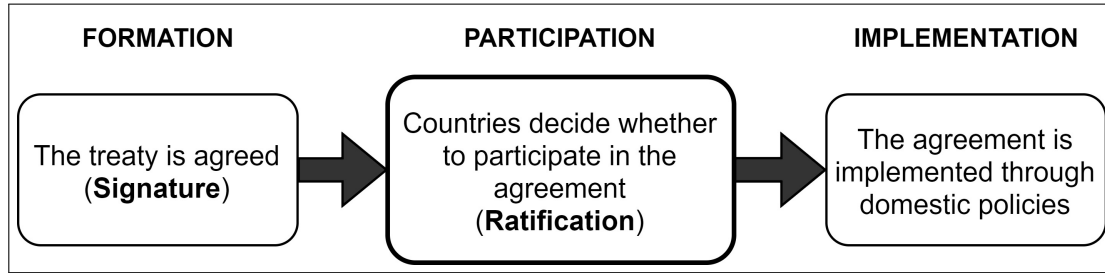 FORMATION
PARTICIPATION
IMPLEMENTATION
The treaty is agreed
(Signature)
Countries decide whether
to participate in the
agreement
(Ratification)
The agreement is
implemented through
domestic policies